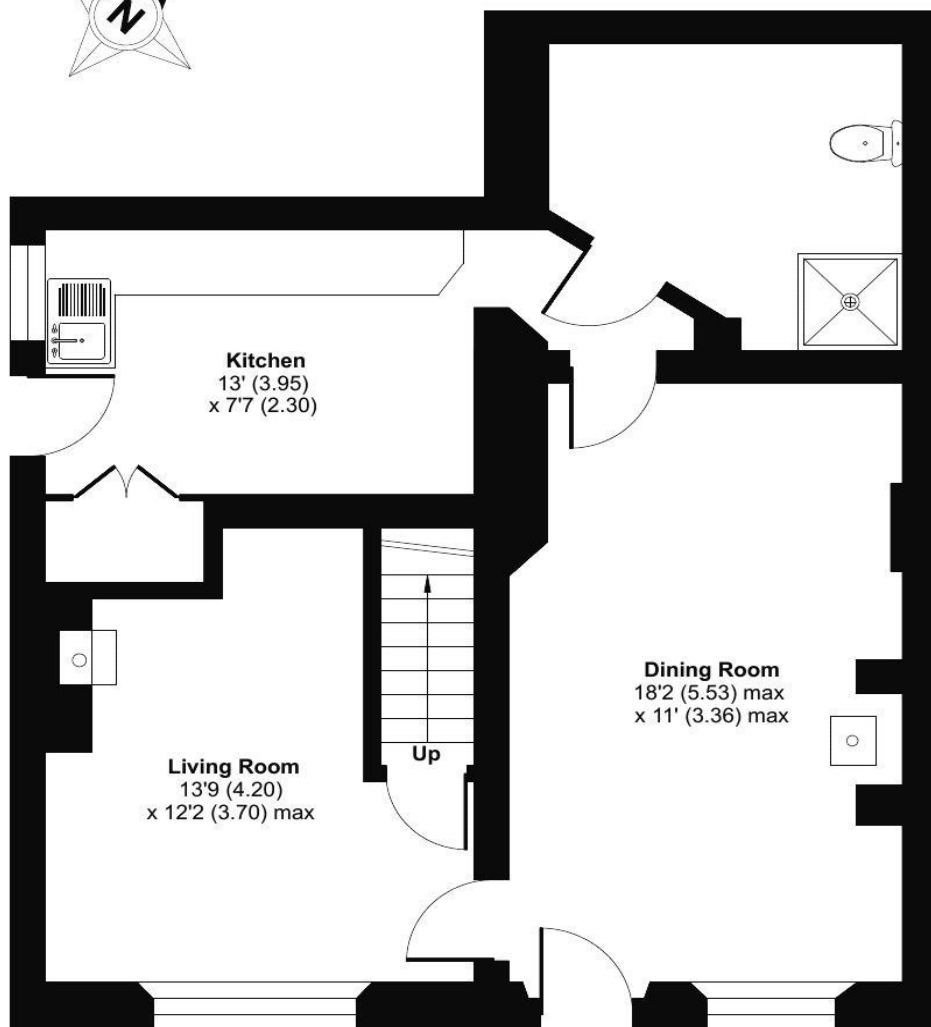 N
Kitchen
13' (3.95)
x 7'7 (2.30)
Dining Room
18'2 (5.53) max
x 11' (3.36) max
Up
Living Room
13'9 (4.20)
x 12'2 (3.70) max